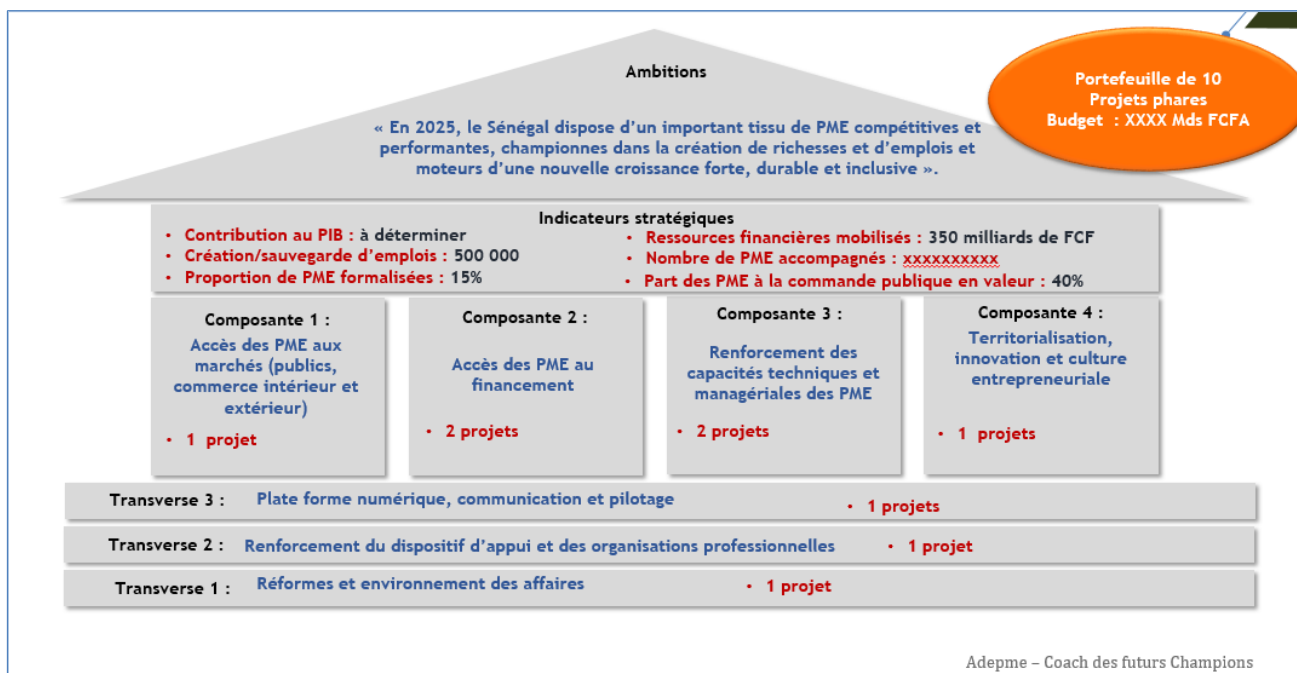 Ambitions
« En 2025, le Sénégal dispose d'un important tissu de PME compétitives et
performantes, championnes dans la création de richesses et d'emplois et
moteurs d'une nouvelle croissance forte, durable et inclusive ».
Portefeuille de 10
Projets phares
Budget : XXXX Mds FCFA
Indicateurs stratégiques
• Contribution au PIB : à déterminer
• Création/sauvegarde d'emplois : 500 000
• Proportion de PME formalisées : 15%
• Ressources financières mobilisés : 350 milliards de FCF
• Nombre de PME accompagnés : xxxxxxxxxx
• Part des PME à la commande publique en valeur : 40%
Composante 1 :
Accès des PME aux
marchés (publics,
commerce intérieur et
extérieur)
• 1 projet
Composante 2 :
Accès des PME au
financement
• 2 projets
Composante 3 :
Renforcement des
capacités techniques et
managériales des PME
• 2 projets
Composante 4 :
Territorialisation,
innovation et culture
entrepreneuriale
• 1 projets
Transverse 3 : Plate forme numérique, communication et pilotage • 1 projets
Transverse 2 : Renforcement du dispositif d'appui et des organisations professionnelles • 1 projet
Transverse 1 : Réformes et environnement des affaires • 1 projet
Adepme – Coach des futurs Champions